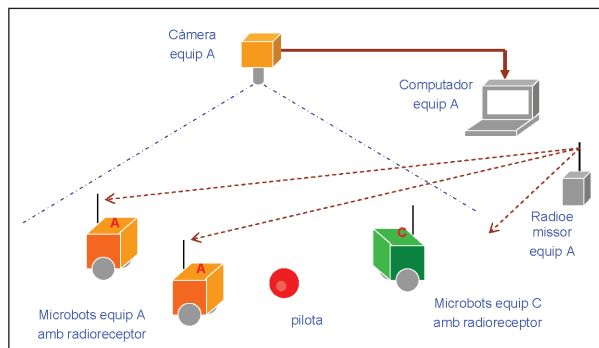 Càmera
equip A
Computador
equip A
Radioe
missor
equip A
A
A
C
Microbots equip A
amb radioreceptor
pilota
Microbots equip C
amb radioreceptor